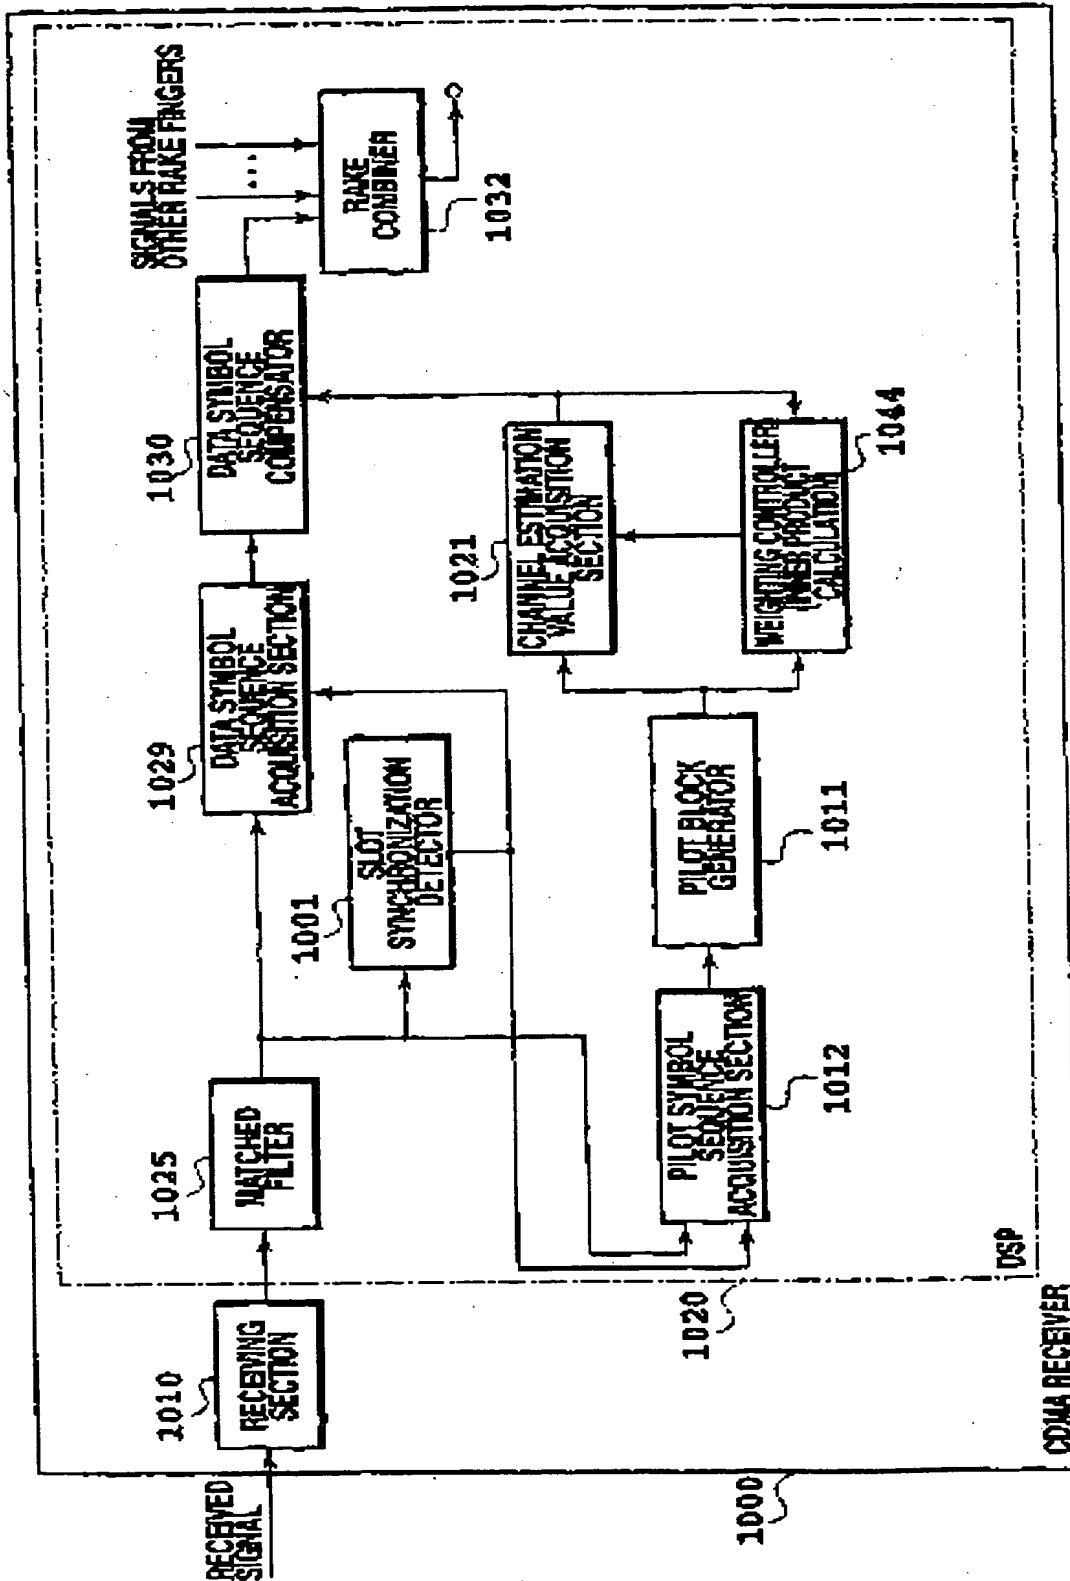 RECEIVED
SIGNAL
1010
RECEIVING
SECTION
1025
MATCHED
FILTER
1029
DATA SYMBOL
SEQUENCE
ACQUISITION SECTION
1030
DATA SYMBOL
SEQUENCE
COMPENSATOR
SIGNALS FROM
OTHER RAKE FINGERS
...
RAKE
COMBINER
1032
1001
SLOT
SYNCHRONIZATION
DETECTOR
1021
CHANNEL ESTIMATION
VALUE ACQUISITION
SECTION
PILOT SYMBOL
SEQUENCE
ACQUISITION SECTION
1012
PILOT BLOCK
GENERATOR
1011
WEIGHTING CONTROLLER
(INNER PRODUCT
CALCULATION)
1044
1020
DSP
1000
CDMA RECEIVER